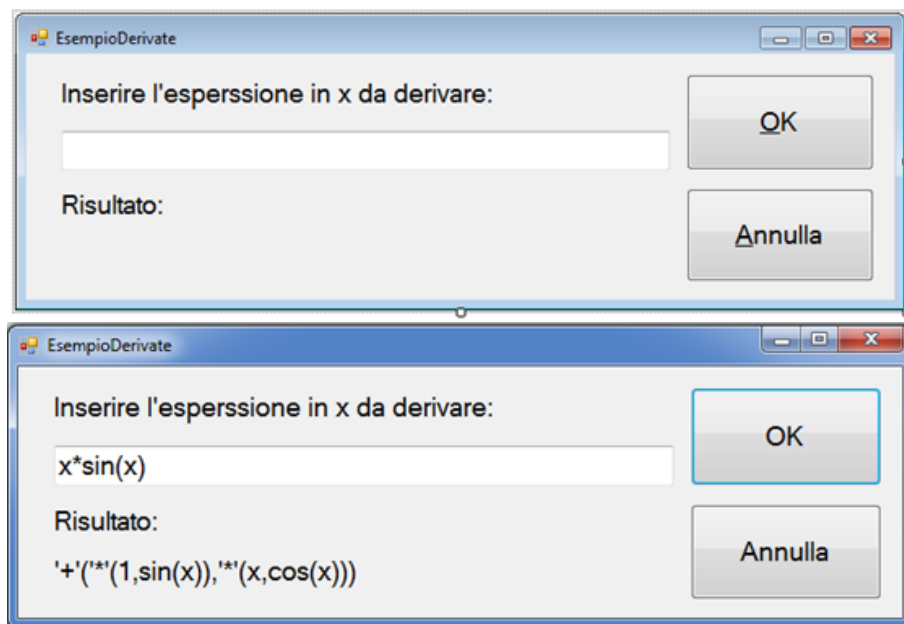 EsempioDerivate
Inserire l'esperssione in x da derivare:
OK
Risultato:
Annulla
EsempioDerivate
Inserire l'esperssione in x da derivare:
OK
x*sin(x)
Risultato:
Annulla
'+'('*'(1,sin(x)),'*'(x,cos(x)))